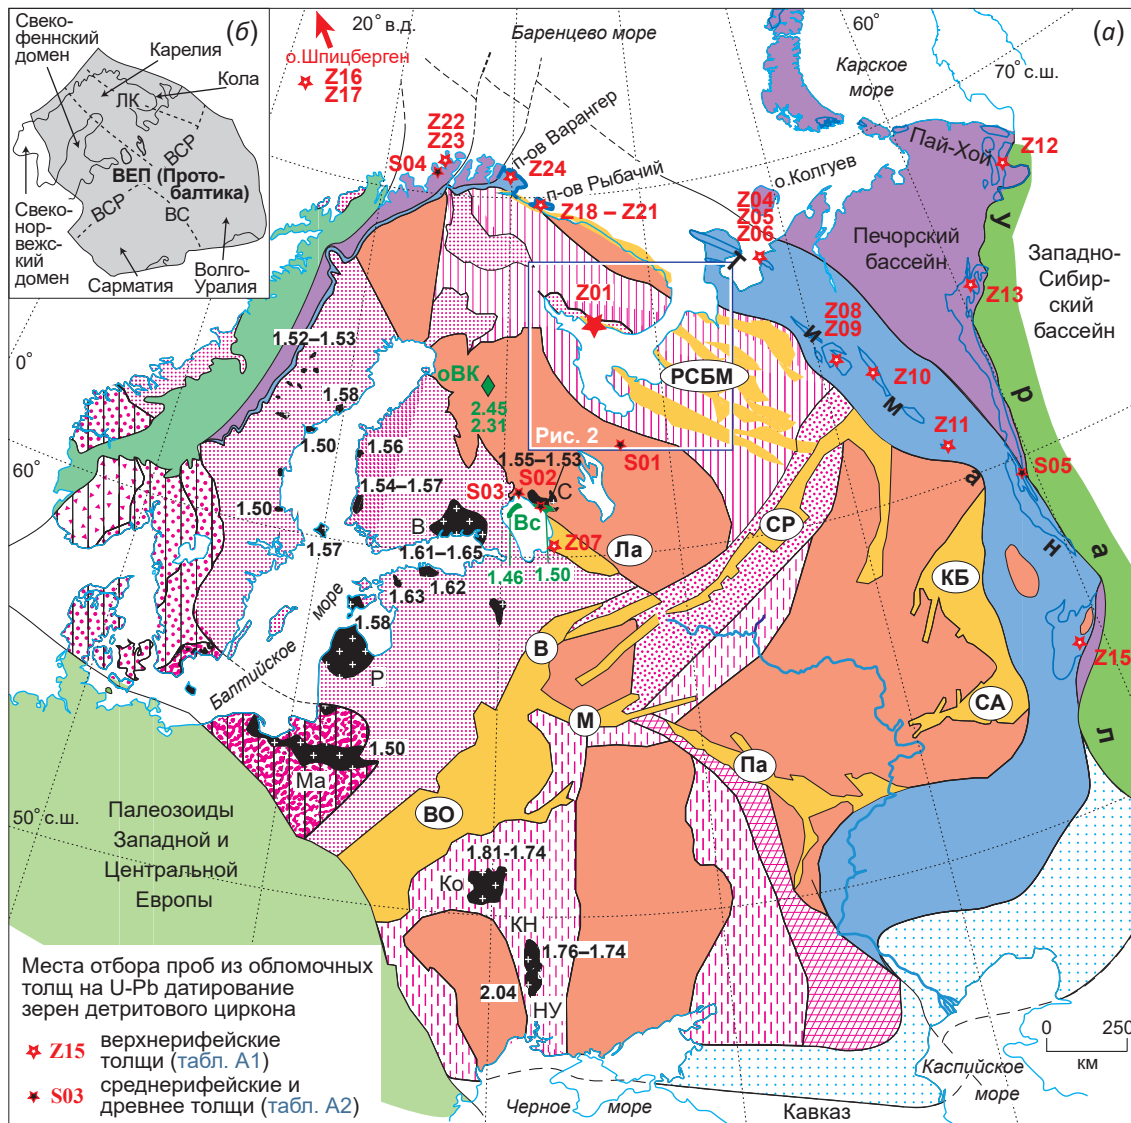 (б)
Свеко-
феннский
домен
Карелия
Кола
ЛК
ВСР
ВЕП (Прото-
балтика)
ВСР
ВС
Свеко-
нор-
вежс-
кий
домен
Сарматия
Волго-
Уралия
(а)
20° в.д.
Баренцево море
60°
Карское
море
70° с.ш.
о.Шпицберген
Z16
Z17
Z22
Z23
S04
п-ов Варангер
Z24
п-ов Рыбачий
Z18 – Z21
о.Колгуев
Z04
Z05
Z06
Пай-Хой
Z12
Печорский
бассейн
Z13
Западно-
Сибир-
ский
бассейн
У
р
а
л
Т
и
м
а
н
Z01
Z08
Z09
Z10
Z11
S05
РСБМ
Рис. 2
1.52–1.53
0°
1.58
оВК
2.45
2.31
1.50
1.56
S01
60°
1.55–1.53
S02
S03
С
1.54–1.57
1.50
В
Вс
СР
1.57
1.61–1.65
Z07
Ла
1.46
1.50
КБ
1.62
1.63
море
1.58
Балтийское
Р
В
Z15
СА
М
1.50
Ма
Па
Палеозоиды
Западной и
Центральной
Европы
50° с.ш.
ВО
1.81-1.74
Ко
КН
1.76–1.74
2.04
НУ
Места отбора проб из обломочных
толщ на U-Pb датирование
зерен детритового циркона
Z15 верхнерифейские
толщи (табл. А1)
S03 среднерифейские и
древнее толщи (табл. А2)
0 250
км
Каспийское
море
Черное море
Кавказ